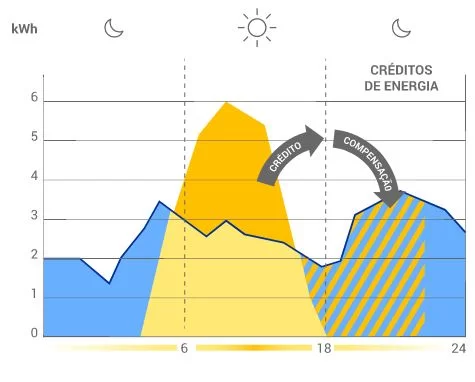 kWh
CRÉDITOS
DE ENERGIA
6
5
4
3
2
1
0
CRÉDITO
COMPENSAÇÃO
6
18
24